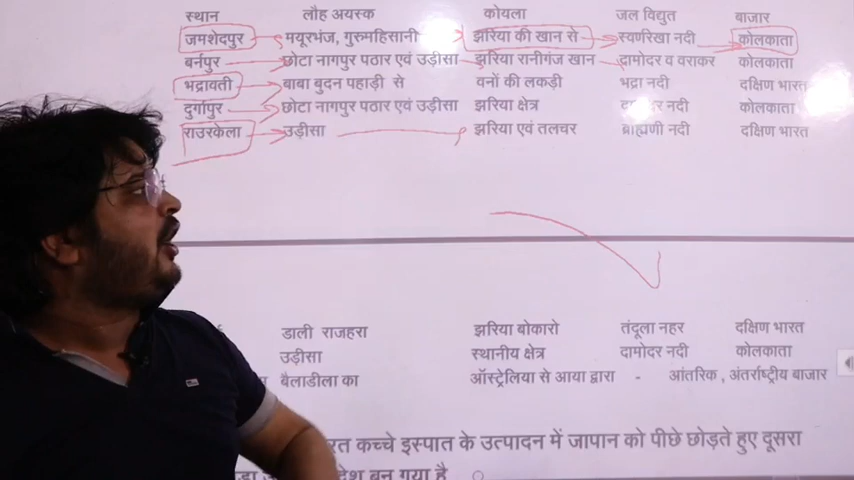 स्थान लौह अयस्क कोयला जल विद्युत बाजार
जमशेदपुर मयूरभंज, गुरुमहिसानी झरिया की खान से स्वर्णरेखा नदी कोलकाता
बर्नपुर छोटा नागपुर पठार एवं उड़ीसा झरिया रानीगंज खान दामोदर व वराकर कोलकाता
भद्रावती बाबा बुदन पहाड़ी से वनों की लकड़ी भद्रा नदी दक्षिण भारत
दुर्गापुर छोटा नागपुर पठार एवं उड़ीसा झरिया क्षेत्र दामोदर नदी कोलकाता
राउरकेला उड़ीसा झरिया एवं तलचर ब्राह्मणी नदी दक्षिण भारत
डाली राजहरा झरिया बोकारो तंदूला नहर दक्षिण भारत
उड़ीसा स्थानीय क्षेत्र दामोदर नदी कोलकाता
बैलाडीला का ऑस्ट्रेलिया से आया द्वारा - आंतरिक , अंतर्राष्ट्रीय बाजार
कच्चे इस्पात के उत्पादन में जापान को पीछे छोड़ते हुए दूसरा
बन गया है